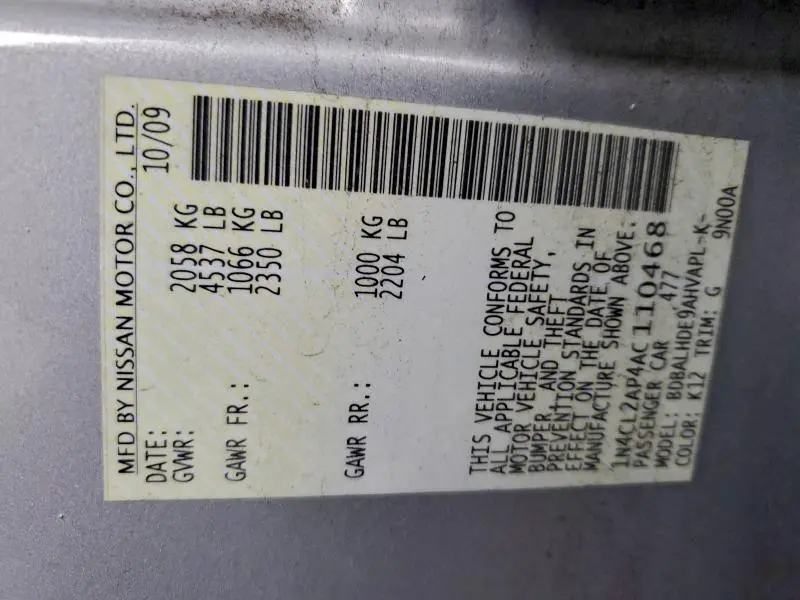 MFD BY NISSAN MOTOR CO., LTD.
DATE: 10/09
GVWR: 2058 KG
4537 LB
GAWR FR.: 1066 KG
2350 LB
GAWR RR.: 1000 KG
2204 LB
THIS VEHICLE CONFORMS TO
ALL APPLICABLE FEDERAL
MOTOR VEHICLE SAFETY,
BUMPER, AND THEFT
PREVENTION STANDARDS IN
EFFECT ON THE DATE OF
MANUFACTURE SHOWN ABOVE:
1N4CL2AP4AC110468
PASSENGER CAR 477
MODEL: BDBALHDE9AHVAPL-K-
COLOR: K12 TRIM: G 9N00A